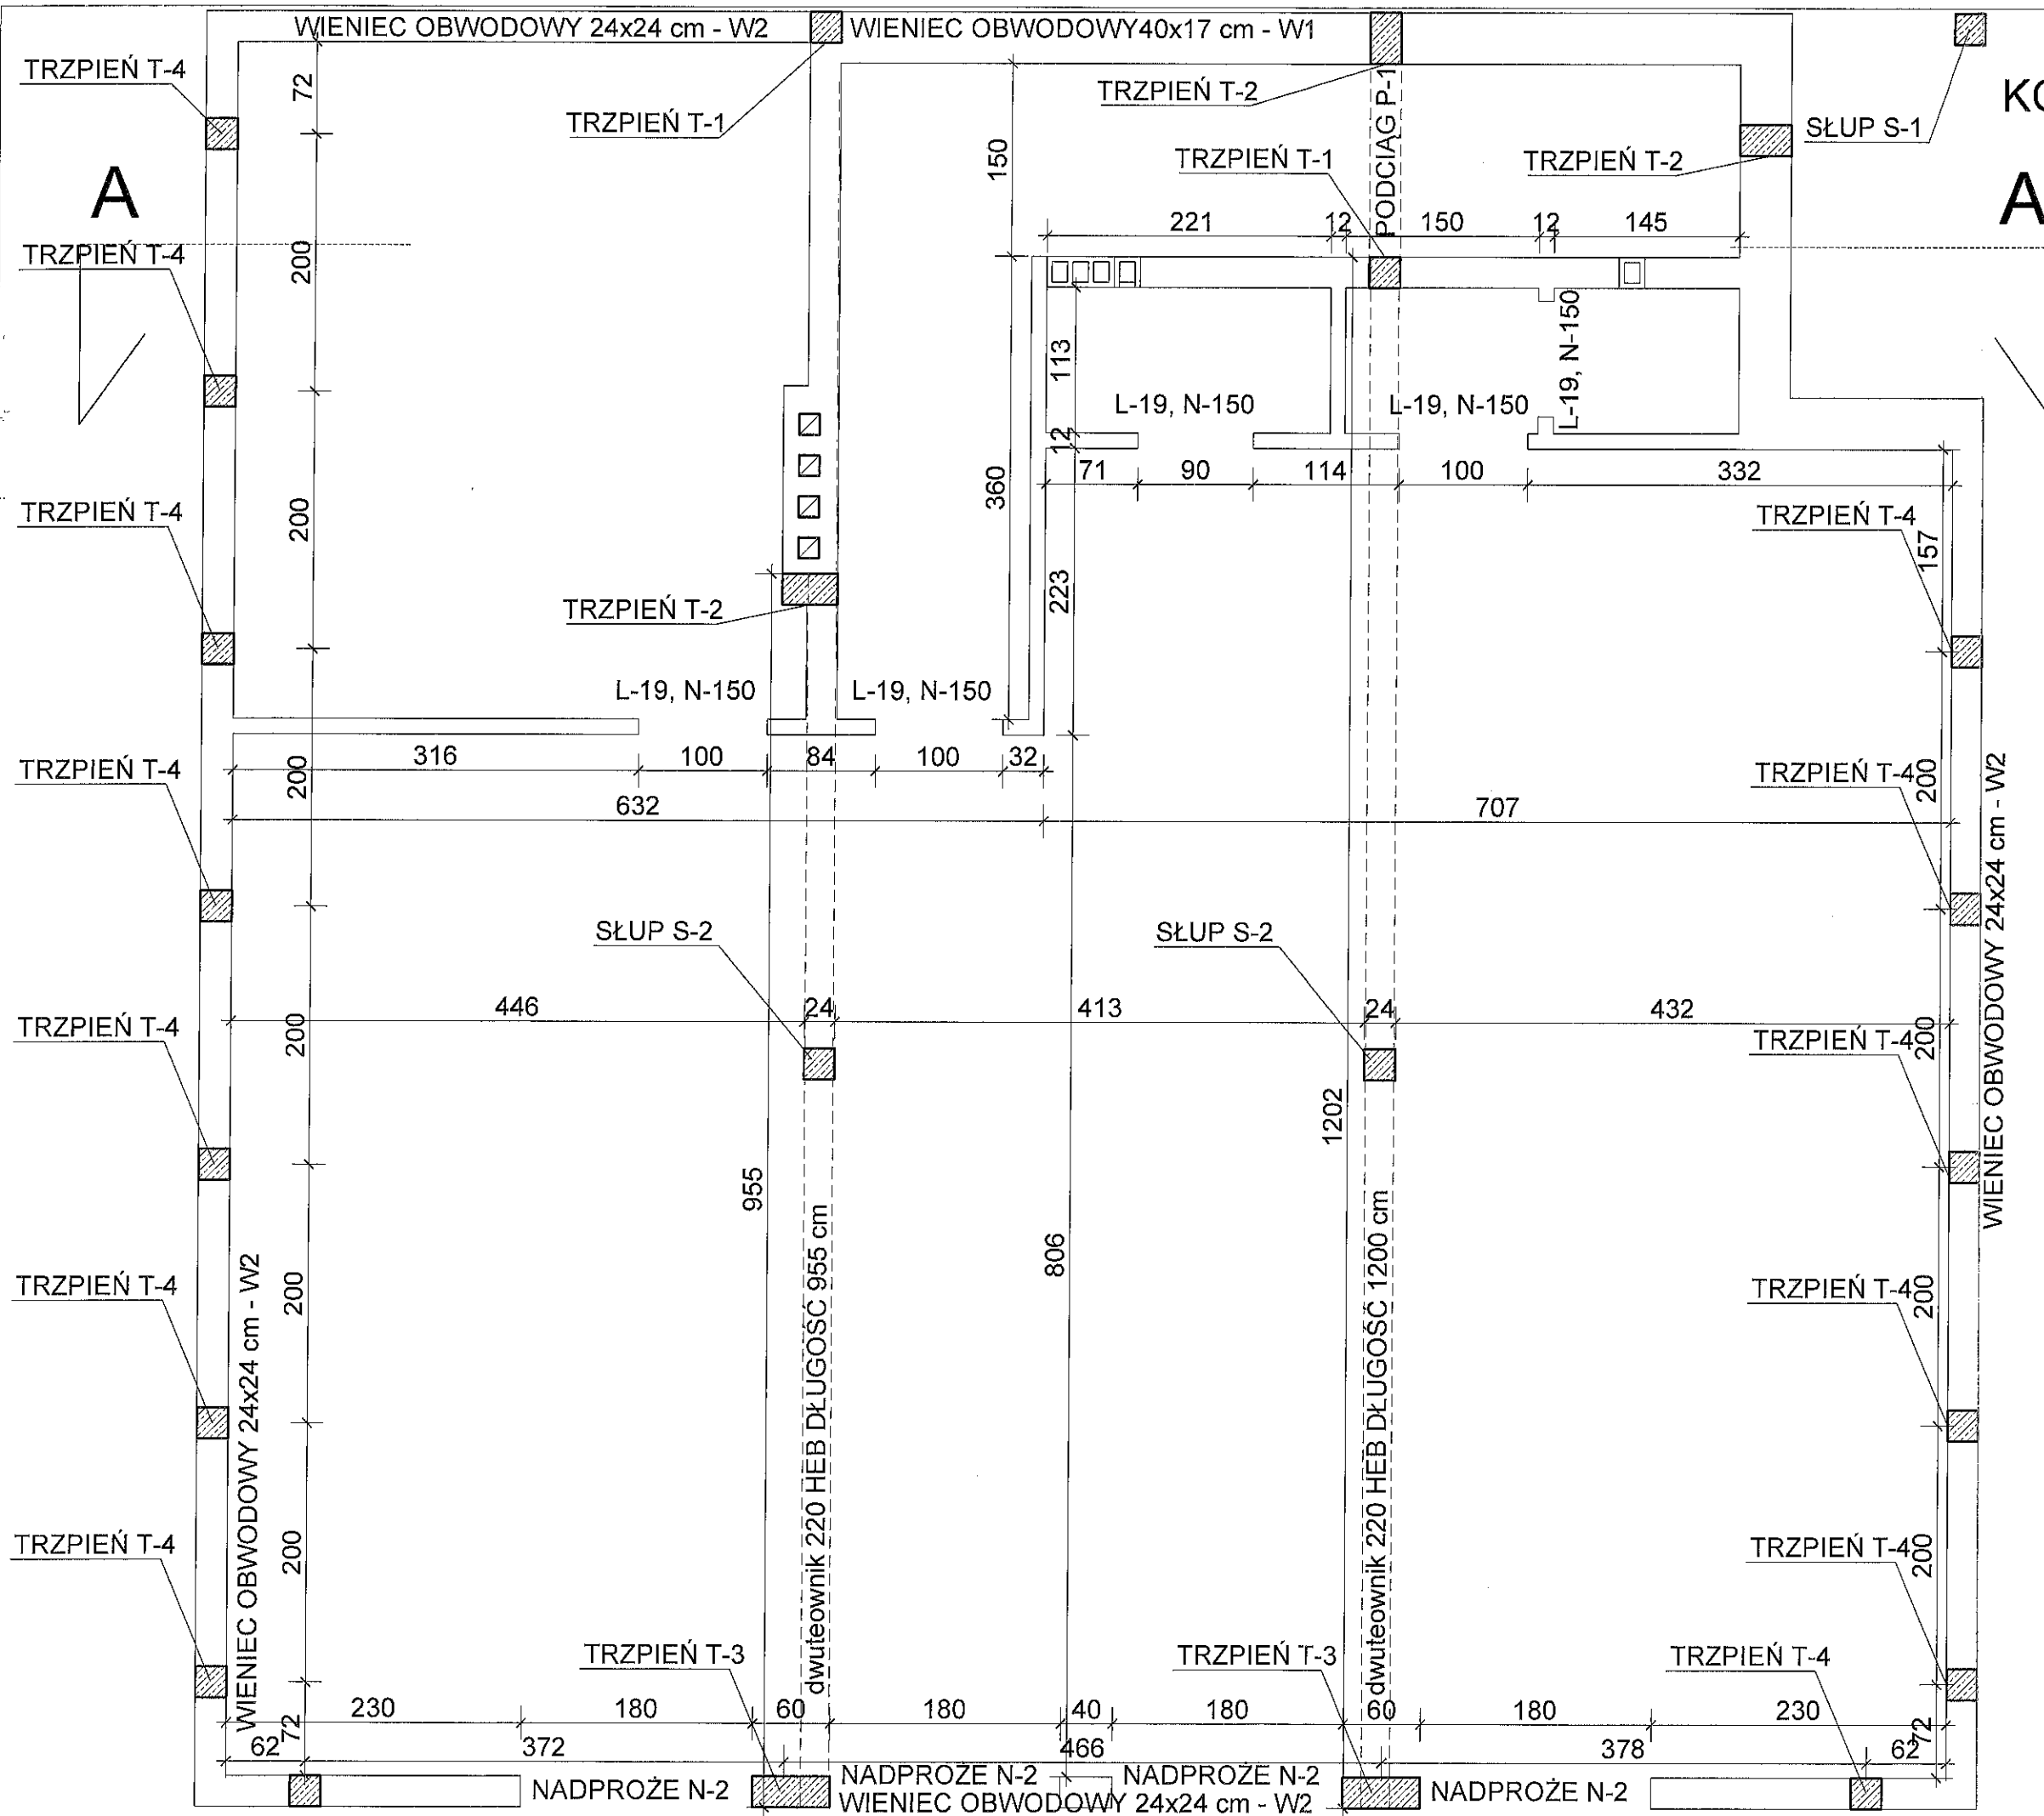 WIENIEC OBWODOWY 24x24 cm - W2
WIENIEC OBWODOWY40x17 cm - W1
TRZPIEŃ T-4
72
TRZPIEŃ T-1
TRZPIEŃ T-2
PODCIĄG P-1
SŁUP S-1
A
150
TRZPIEŃ T-1
TRZPIEŃ T-2
A
TRZPIEŃ T-4
200
221
12
150
12
145
113
L-19, N-150
L-19, N-150
L-19, N-150
12
71
90
114
100
332
360
TRZPIEŃ T-4
200
TRZPIEŃ T-4
157
223
TRZPIEŃ T-2
L-19, N-150
L-19, N-150
TRZPIEŃ T-4
200
316
100
84
100
32
TRZPIEŃ T-4
200
632
707
WIENIEC OBWODOWY 24x24 cm - W2
SŁUP S-2
SŁUP S-2
TRZPIEŃ T-4
200
446
24
413
24
432
TRZPIEŃ T-4
200
955
806
1202
TRZPIEŃ T-4
200
TRZPIEŃ T-4
200
WIENIEC OBWODOWY 24x24 cm - W2
dwuteownik 220 HEB DŁUGOŚĆ 955 cm
dwuteownik 220 HEB DŁUGOŚĆ 1200 cm
TRZPIEŃ T-4
200
TRZPIEŃ T-4
200
TRZPIEŃ T-3
TRZPIEŃ T-3
TRZPIEŃ T-4
230
180
60
180
40
180
60
180
230
72
62
372
466
378
62
72
NADPROŻE N-2
NADPROŻE N-2
NADPROŻE N-2
NADPROŻE N-2
WIENIEC OBWODOWY 24x24 cm - W2